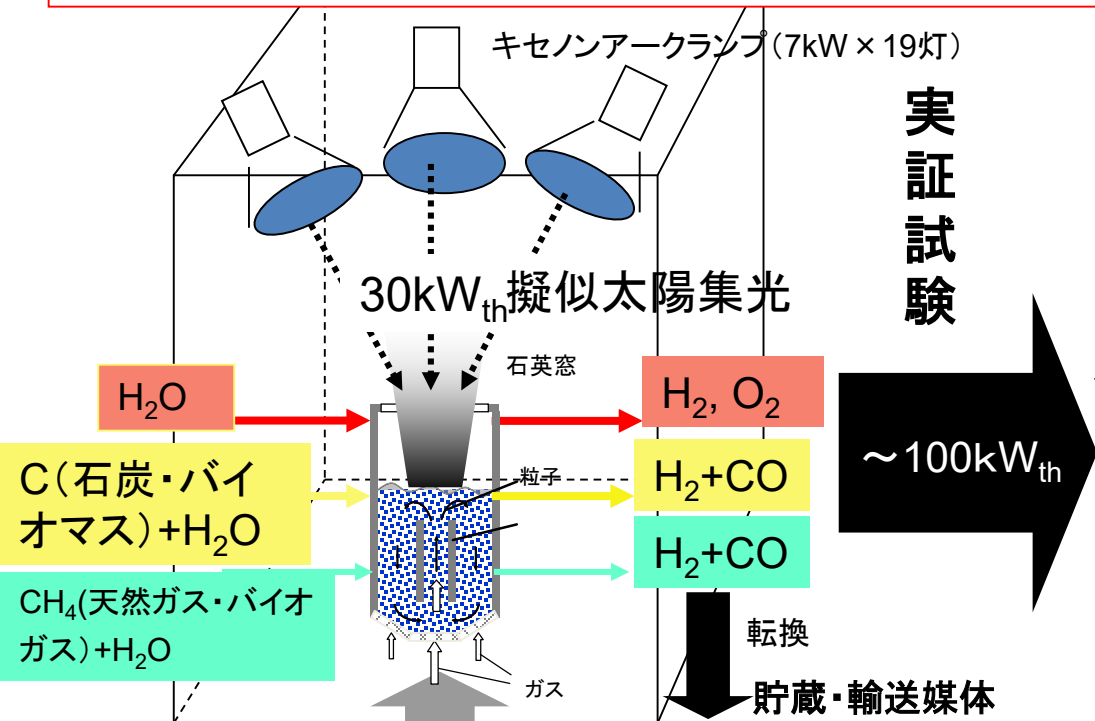 キセノンアークランプ(7kW×19灯)
実
証
試
験
30kWth擬似太陽集光
石英窓
H2O
H2, O2
C(石炭・バイ
オマス)+H2O
粒子
H2+CO
~100kWth
CH4(天然ガス・バイオ
ガス)+H2O
H2+CO
転換
ガス
貯蔵・輸送媒体